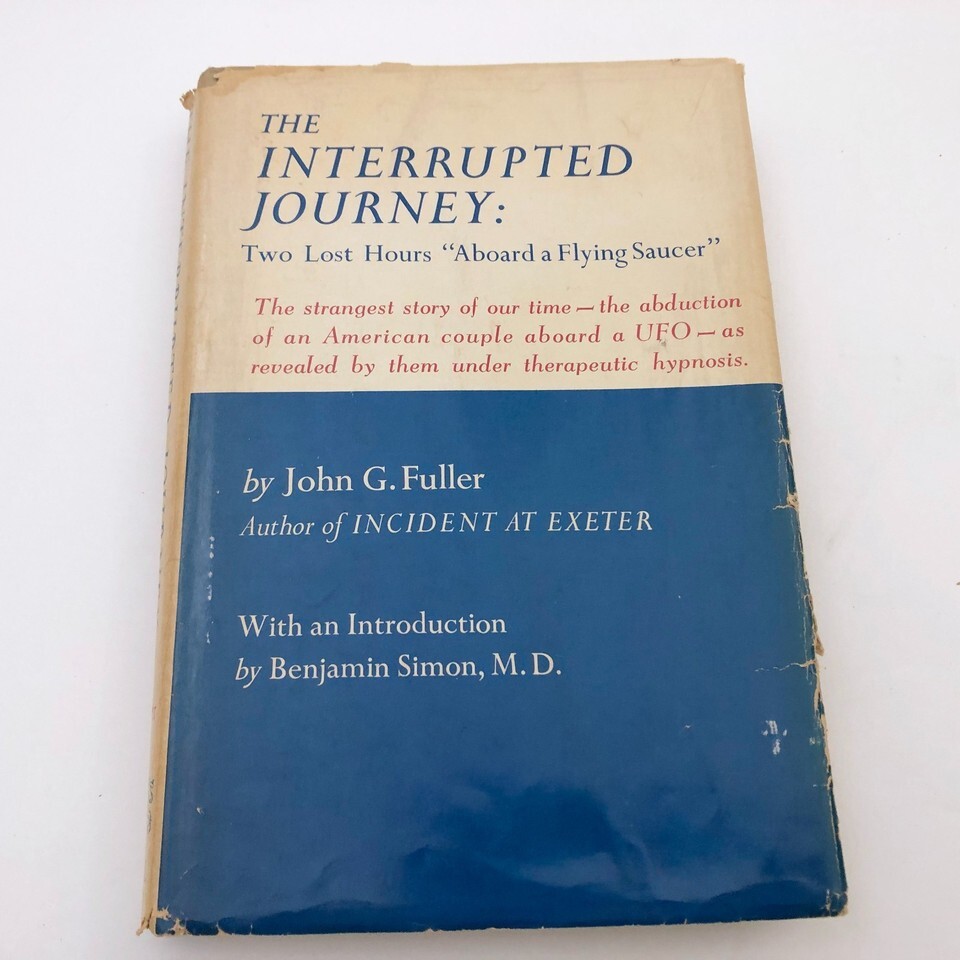 THE
INTERRUPTED
JOURNEY:
Two Lost Hours “Aboard a Flying Saucer”
The strangest story of our time — the abduction
of an American couple aboard a UFO — as
revealed by them under therapeutic hypnosis.
by John G. Fuller
Author of INCIDENT AT EXETER
With an Introduction
by Benjamin Simon, M.D.